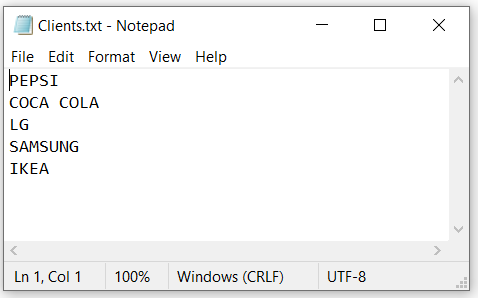 Clients.txt - Notepad
File Edit Format View Help
PEPSI
COCA COLA
LG
SAMSUNG
IKEA
Ln 1, Col 1 100% Windows (CRLF) UTF-8